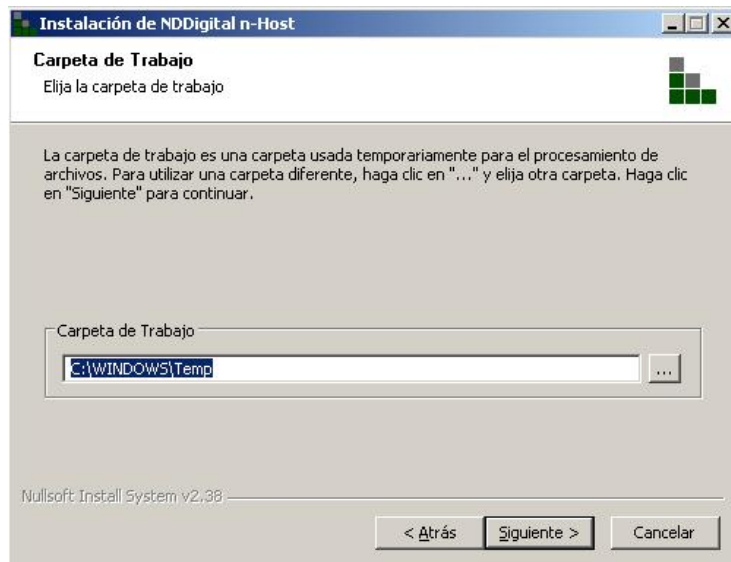 Instalación de NDDigital n-Host
Carpeta de Trabajo
Elija la carpeta de trabajo
La carpeta de trabajo es una carpeta usada temporariamente para el procesamiento de
archivos. Para utilizar una carpeta diferente, haga clic en "..." y elija otra carpeta. Haga clic
en "Siguiente" para continuar.
Carpeta de Trabajo
C:\WINDOWS\Temp
...
Nullsoft Install System v2.38
< Atrás Siguiente > Cancelar